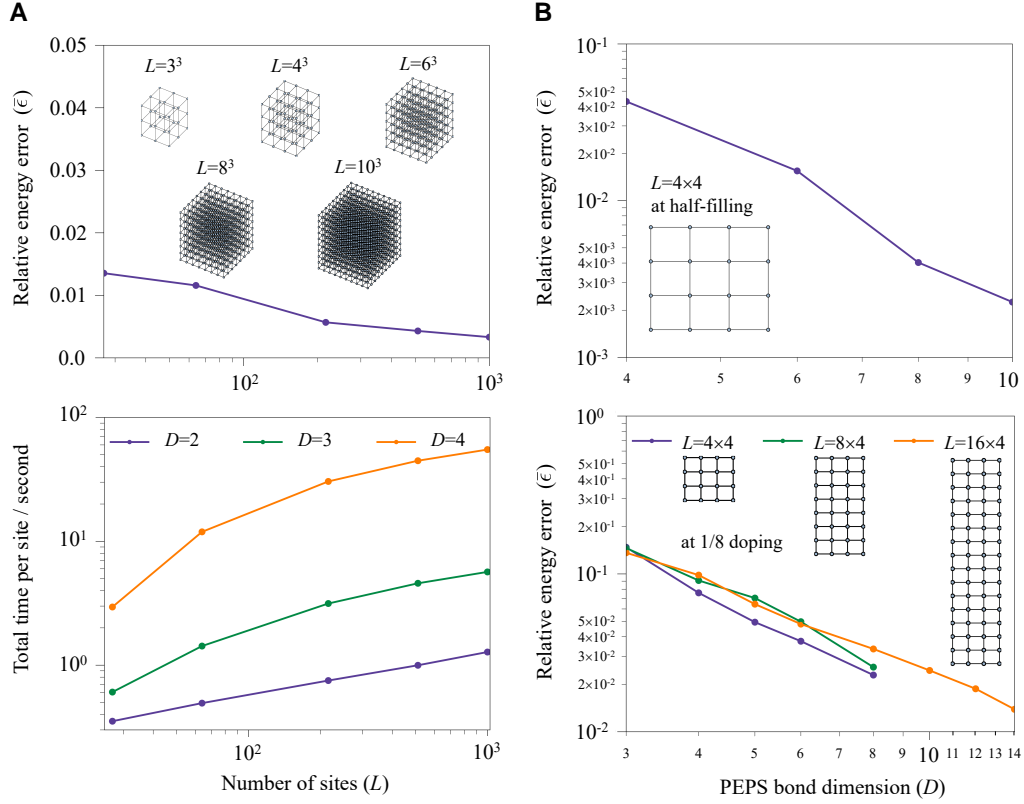 A
Relative energy error (ε̄)
0.05
0.04
0.03
0.02
0.01
0.0
L=3³
L=4³
L=6³
L=8³
L=10³
10²
10³
Total time per site / second
10²
10¹
10⁰
D=2
D=3
D=4
10²
10³
Number of sites (L)
B
Relative energy error (ε̄)
10⁻¹
5×10⁻²
4×10⁻²
3×10⁻²
2×10⁻²
10⁻²
5×10⁻³
4×10⁻³
3×10⁻³
2×10⁻³
10⁻³
L=4×4
at half-filling
4
5
6
7
8
9
10
Relative energy error (ε̄)
10⁰
5×10⁻¹
4×10⁻¹
3×10⁻¹
2×10⁻¹
10⁻¹
5×10⁻²
4×10⁻²
3×10⁻²
2×10⁻²
10⁻²
L=4×4
L=8×4
L=16×4
at 1/8 doping
3
4
5
6
7
8
9
10
11
12
13
14
PEPS bond dimension (D)